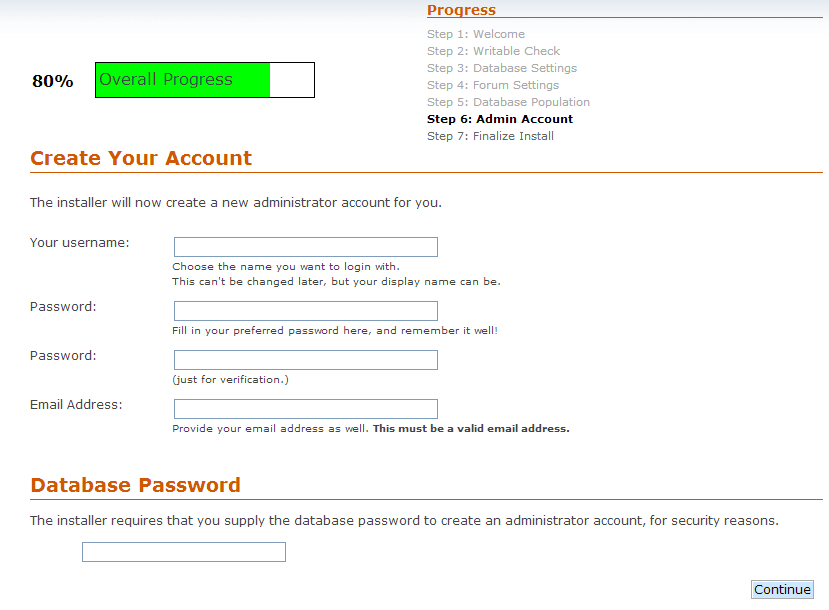 Progress
Step 1: Welcome
Step 2: Writable Check
Step 3: Database Settings
Step 4: Forum Settings
Step 5: Database Population
Step 6: Admin Account
Step 7: Finalize Install
80%
Overall Progress
Create Your Account
The installer will now create a new administrator account for you.
Your username:
Choose the name you want to login with.
This can't be changed later, but your display name can be.
Password:
Fill in your preferred password here, and remember it well!
Password:
(just for verification.)
Email Address:
Provide your email address as well. This must be a valid email address.
Database Password
The installer requires that you supply the database password to create an administrator account, for security reasons.
Continue